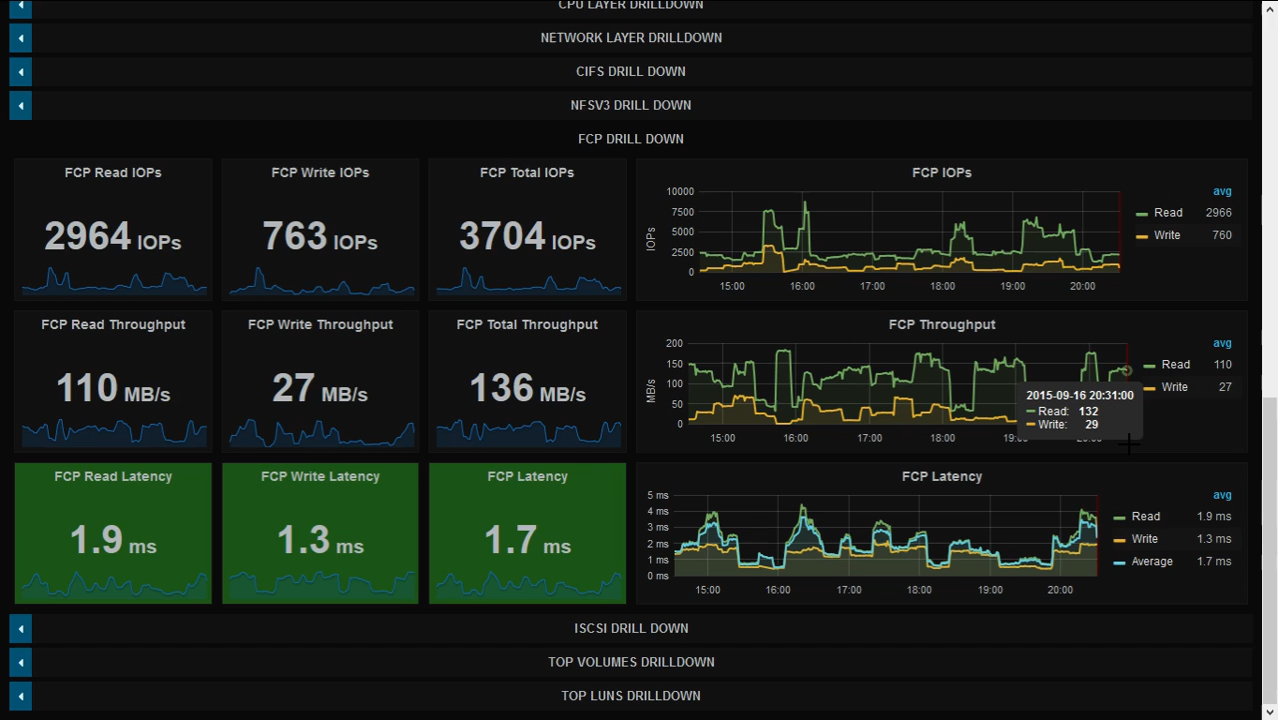 CPU LAYER DRILLDOWN
NETWORK LAYER DRILLDOWN
CIFS DRILL DOWN
NFSV3 DRILL DOWN
FCP DRILL DOWN
FCP Read IOPs
2964 IOPs
FCP Write IOPs
763 IOPs
FCP Total IOPs
3704 IOPs
FCP IOPs
IOPs
10000
7500
5000
2500
0
15:00 16:00 17:00 18:00 19:00 20:00
avg
Read 2966
Write 760
FCP Read Throughput
110 MB/s
FCP Write Throughput
27 MB/s
FCP Total Throughput
136 MB/s
FCP Throughput
MB/s
200
150
100
50
0
15:00 16:00 17:00 18:00 19:00 20:00
avg
Read 110
Write 27
2015-09-16 20:31:00
Read: 132
Write: 29
FCP Read Latency
1.9 ms
FCP Write Latency
1.3 ms
FCP Latency
1.7 ms
FCP Latency
5 ms
4 ms
3 ms
2 ms
1 ms
0 ms
15:00 16:00 17:00 18:00 19:00 20:00
avg
Read 1.9 ms
Write 1.3 ms
Average 1.7 ms
ISCSI DRILL DOWN
TOP VOLUMES DRILLDOWN
TOP LUNS DRILLDOWN